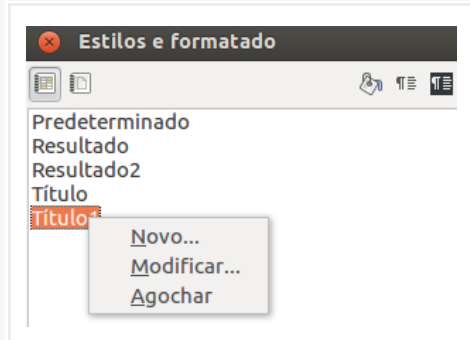 Estilos e formatado
Predeterminado
Resultado
Resultado2
Título
Título1
Novo...
Modificar...
Agochar